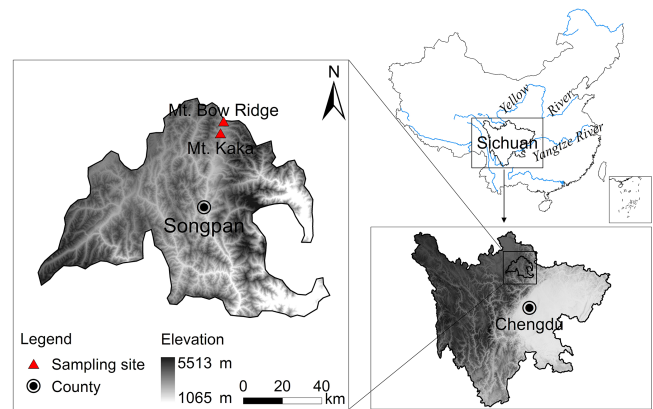 N
Mt. Bow Ridge
Mt. Kaka
Songpan
Legend
Sampling site
County
Elevation
5513 m
1065 m
0 20 40
km
Yellow River
Sichuan
Yangtze River
Chengdu